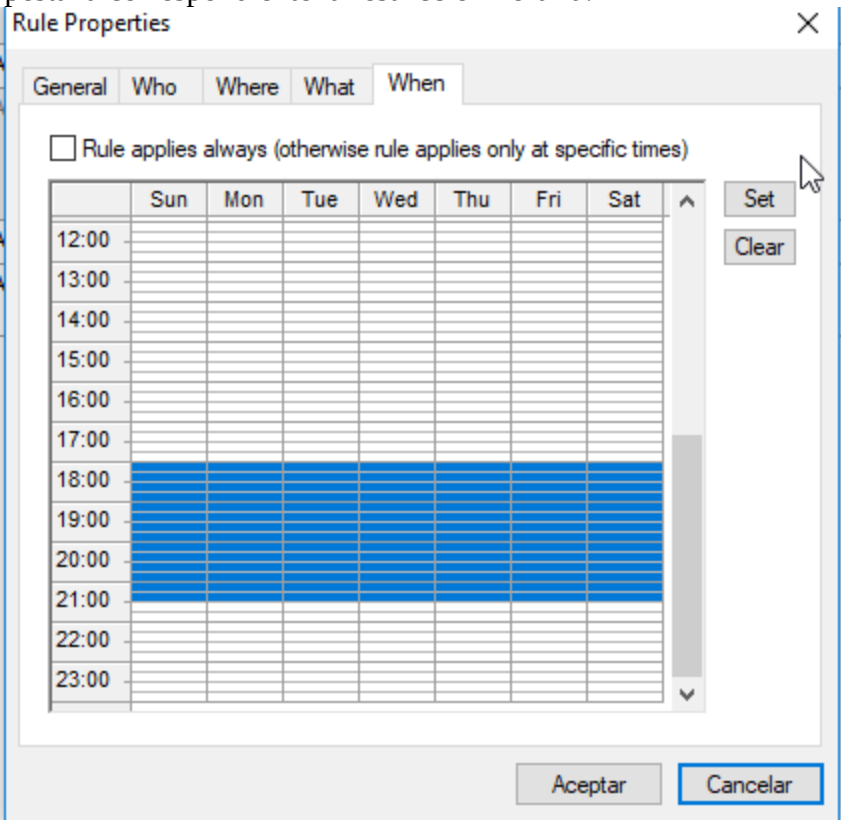 Rule Properties
General Who Where What When
Rule applies always (otherwise rule applies only at specific times)
Sun Mon Tue Wed Thu Fri Sat
Set
Clear
12:00
13:00
14:00
15:00
16:00
17:00
18:00
19:00
20:00
21:00
22:00
23:00
Aceptar Cancelar